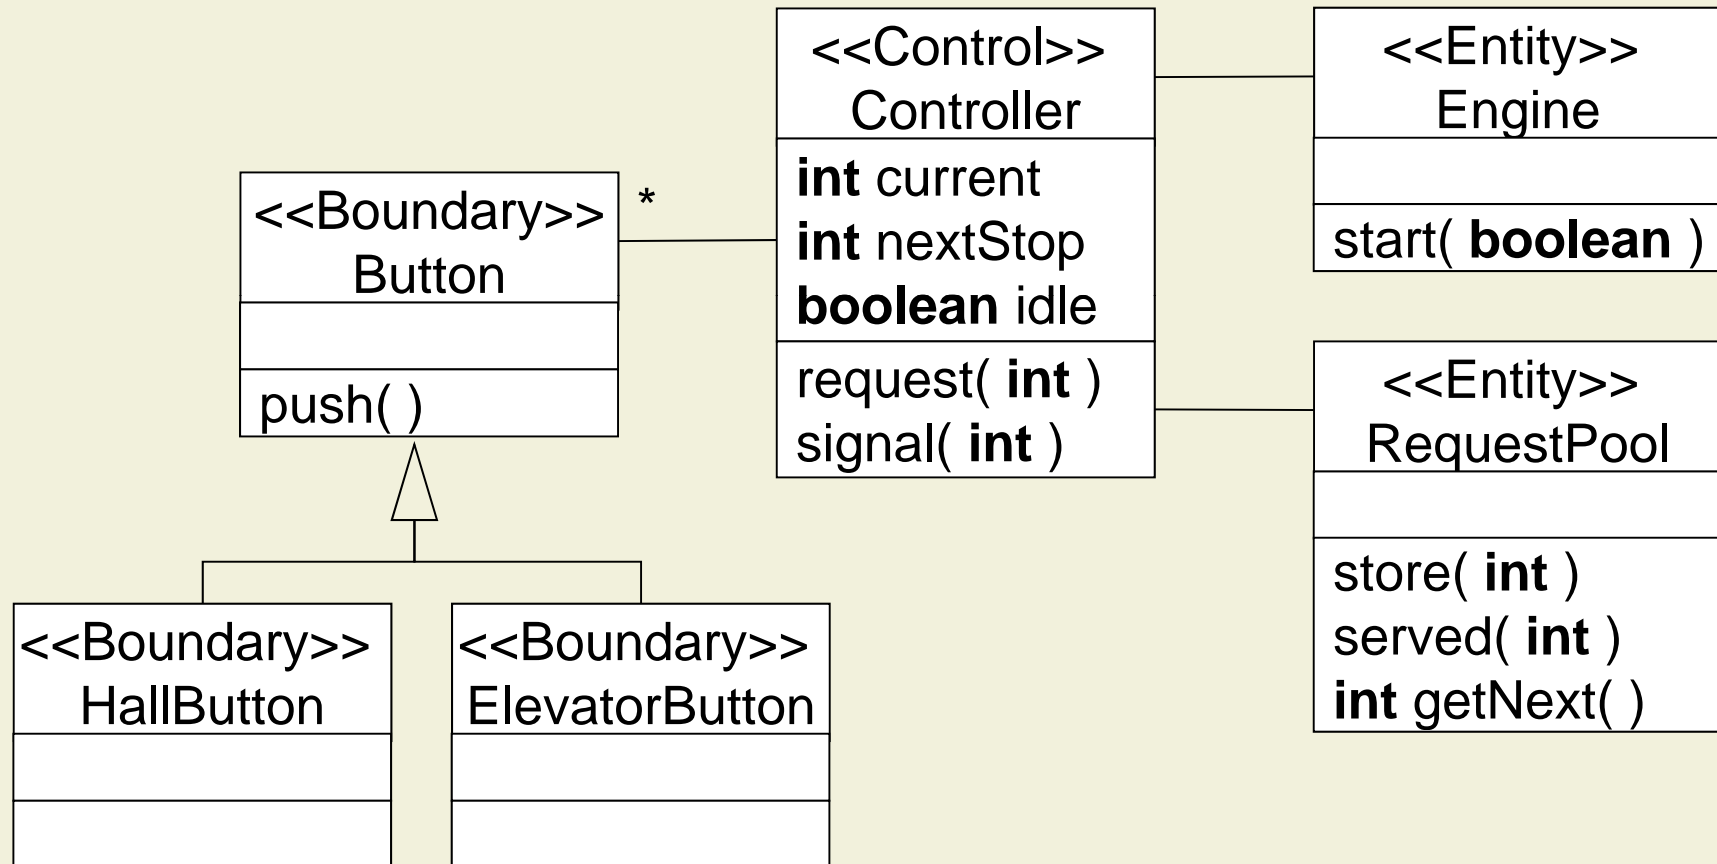 <<Control>>
Controller
int current
int nextStop
boolean idle
request( int )
signal( int )
<<Entity>>
Engine
start( boolean )
<<Boundary>>
Button
push( )
*
<<Entity>>
RequestPool
store( int )
served( int )
int getNext( )
<<Boundary>>
HallButton
<<Boundary>>
ElevatorButton